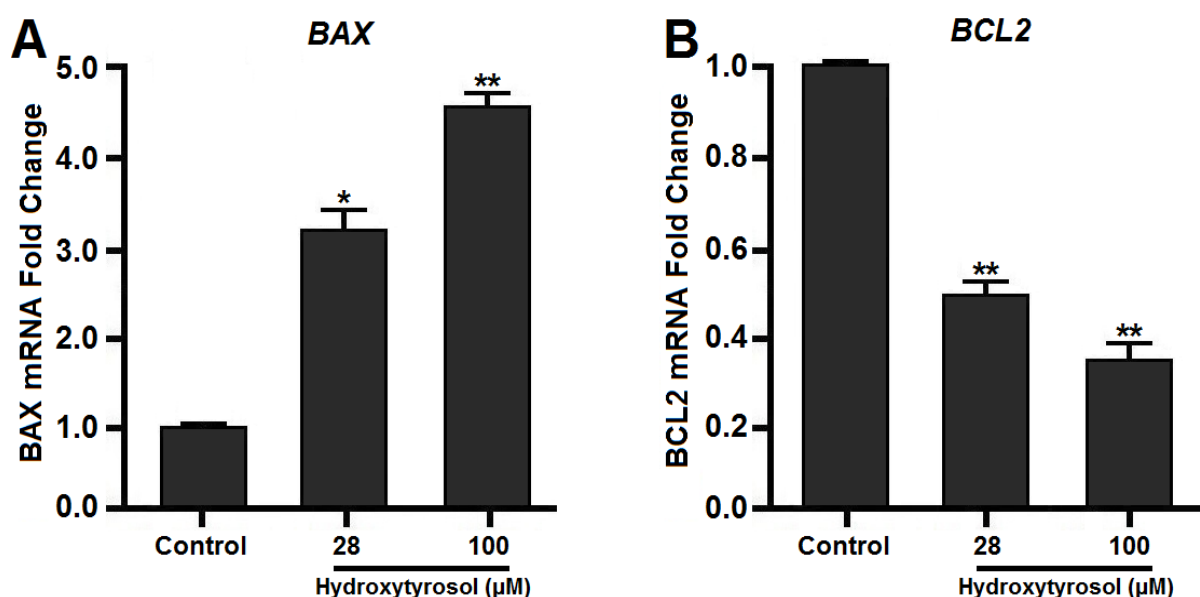 A
BAX
BAX mRNA Fold Change
5.0
4.0
3.0
2.0
1.0
0.0
*
**
Control
28
100
Hydroxytyrosol (µM)
B
BCL2
BCL2 mRNA Fold Change
1.0
0.8
0.6
0.4
0.2
0.0
**
**
Control
28
100
Hydroxytyrosol (µM)